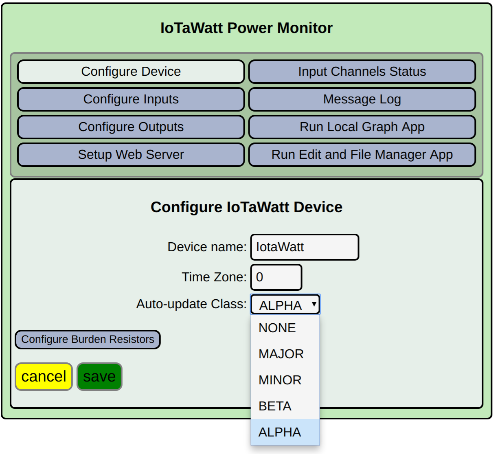 IoTaWatt Power Monitor
Configure Device
Input Channels Status
Configure Inputs
Message Log
Configure Outputs
Run Local Graph App
Setup Web Server
Run Edit and File Manager App
Configure IoTaWatt Device
Device name: IotaWatt
Time Zone: 0
Auto-update Class: ALPHA
NONE
MAJOR
MINOR
BETA
ALPHA
Configure Burden Resistors
cancel save